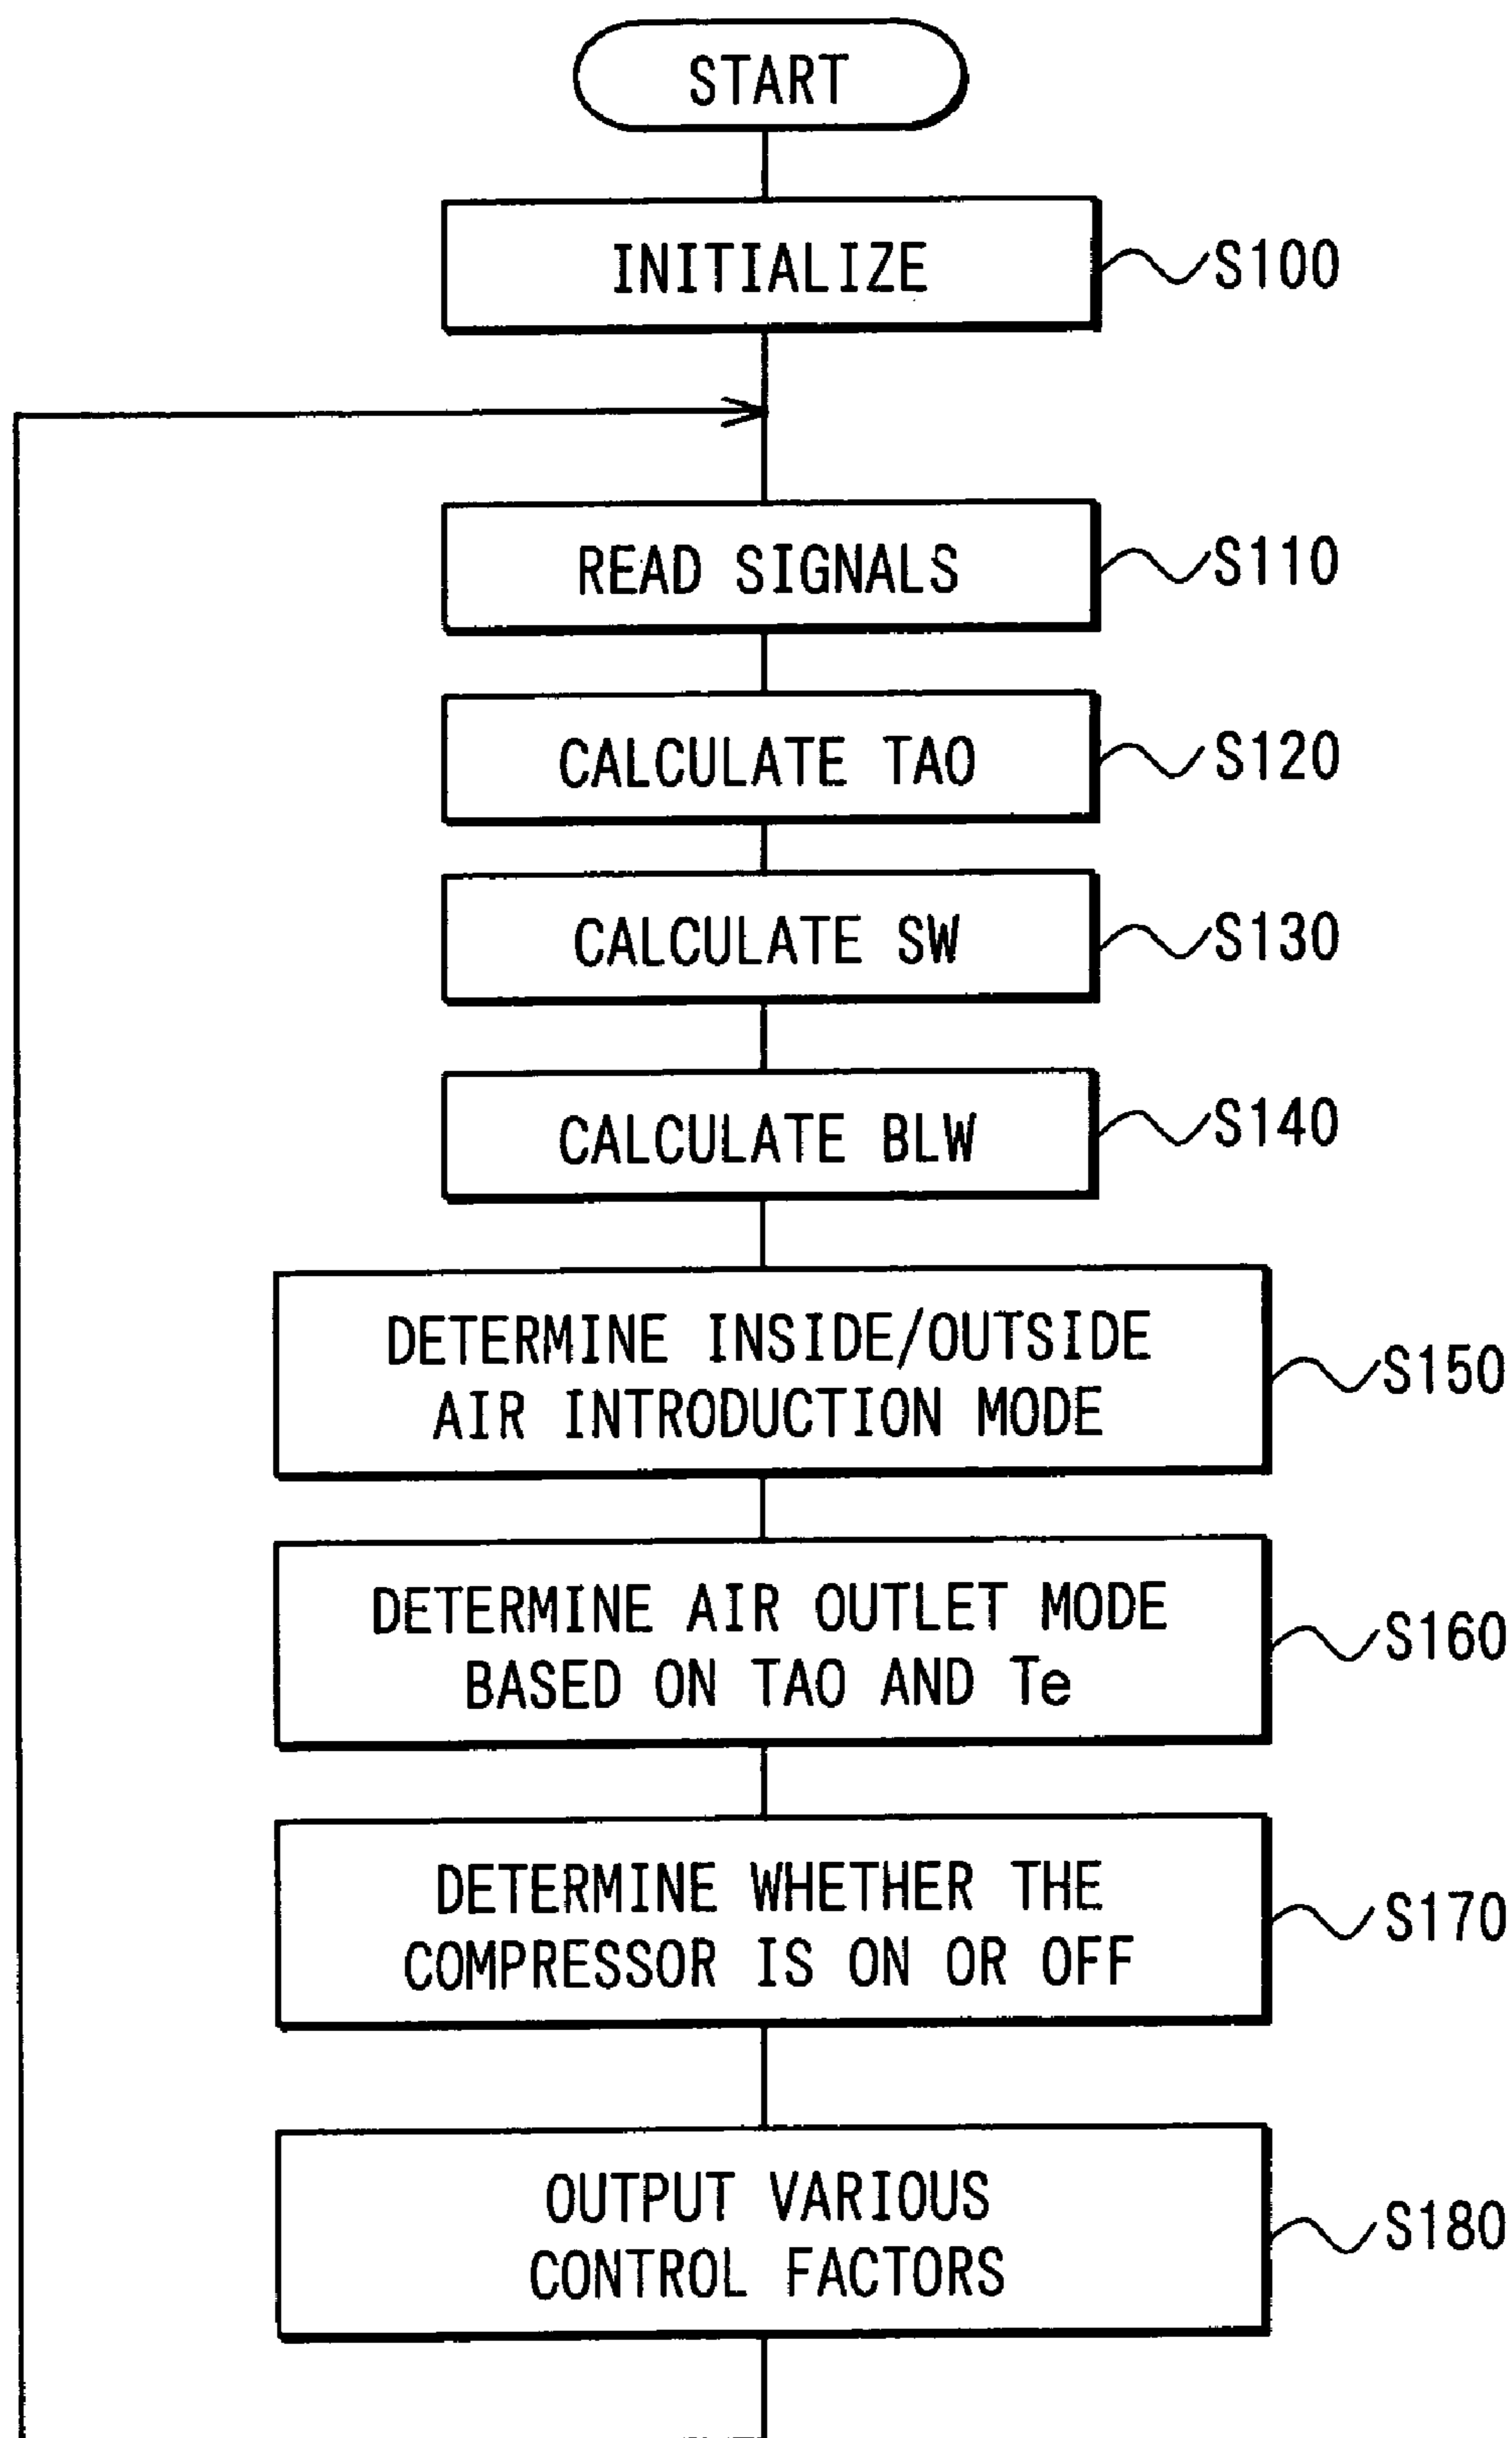 START
INITIALIZE
S100
READ SIGNALS
S110
CALCULATE TAO
S120
CALCULATE SW
S130
CALCULATE BLW
S140
DETERMINE INSIDE/OUTSIDE
AIR INTRODUCTION MODE
S150
DETERMINE AIR OUTLET MODE
BASED ON TAO AND Te
S160
DETERMINE WHETHER THE
COMPRESSOR IS ON OR OFF
S170
OUTPUT VARIOUS
CONTROL FACTORS
S180